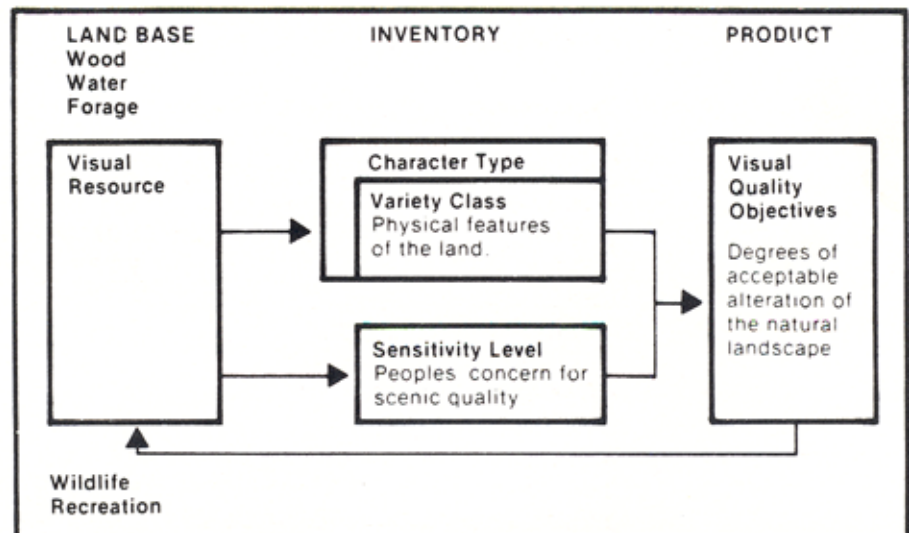 LAND BASE
Wood
Water
Forage
INVENTORY
PRODUCT
Visual
Resource
Character Type
Variety Class
Physical features
of the land.
Sensitivity Level
Peoples concern for
scenic quality
Visual
Quality
Objectives
Degrees of
acceptable
alteration of
the natural
landscape
Wildlife
Recreation